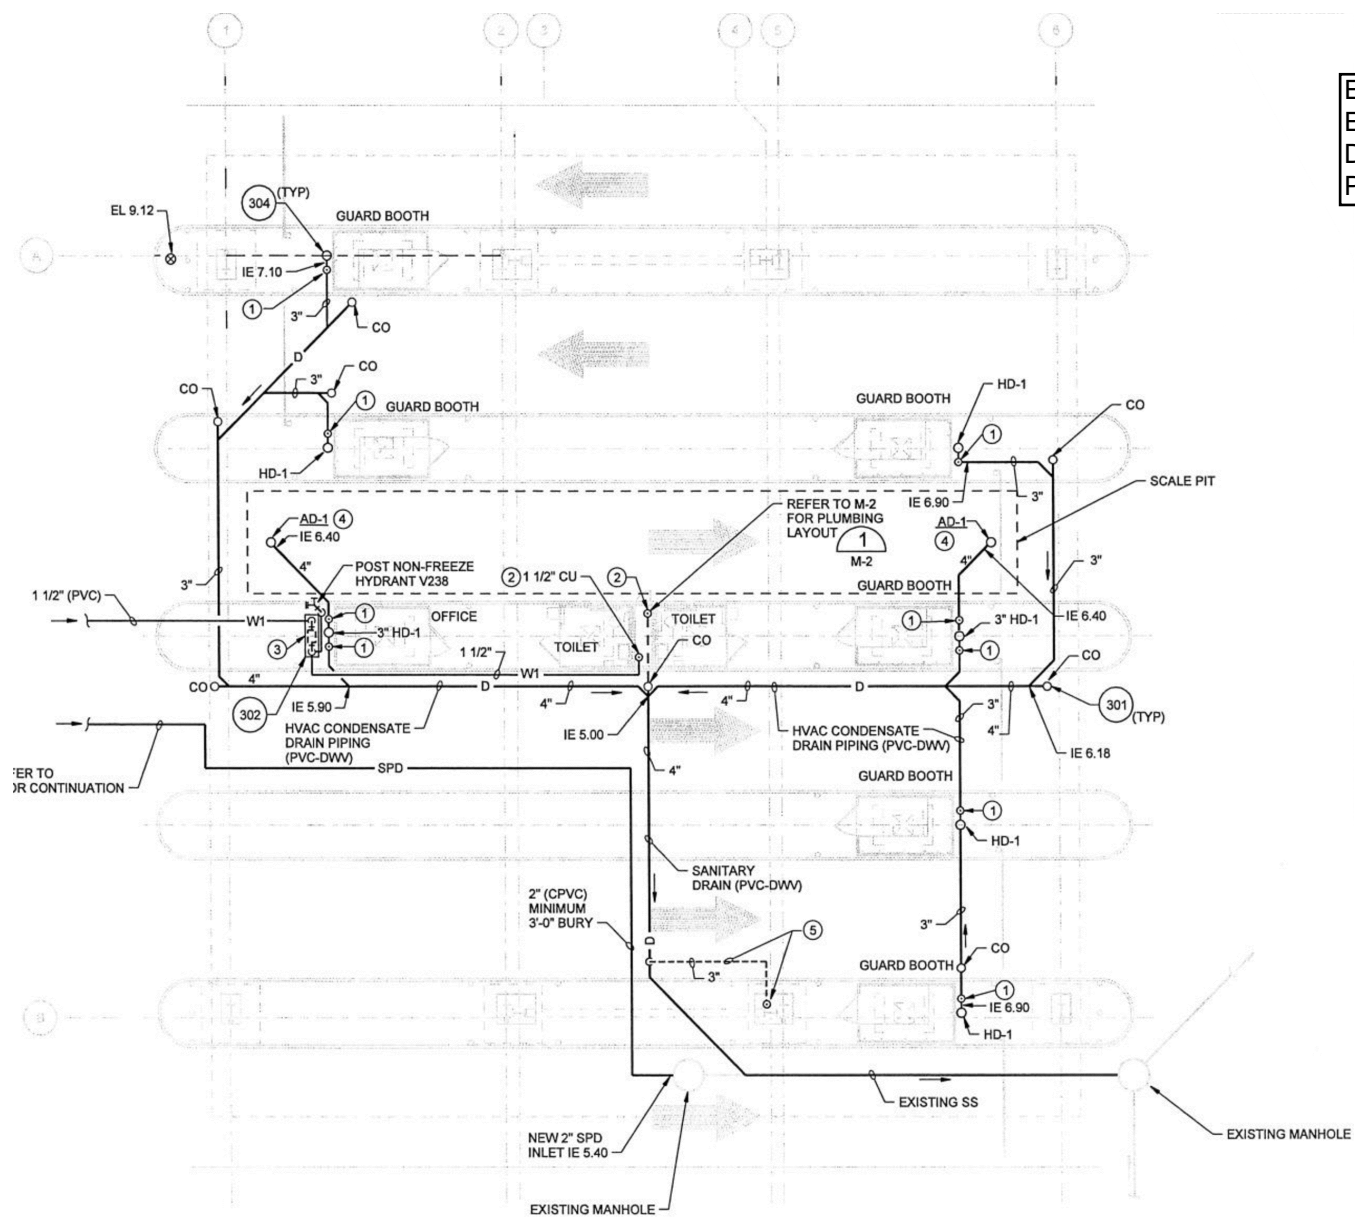 1
2
3
4
5
6
E
E
D
F
304
(TYP)
EL 9.12
GUARD BOOTH
A
IE 7.10
1
3"
CO
D
3"
CO
CO
1
GUARD BOOTH
HD-1
GUARD BOOTH
HD-1
1
CO
IE 6.90
3"
SCALE PIT
REFER TO M-2
FOR PLUMBING
LAYOUT
1
M-2
AD-1
4
4"
AD-1 4
IE 6.40
4"
POST NON-FREEZE
HYDRANT V238
2 1 1/2" CU
2
GUARD BOOTH
3"
IE 6.40
3"
1 1/2" (PVC)
W1
3
1
3" HD-1
1
OFFICE
TOILET
TOILET
CO
1
3" HD-1
1
CO
1 1/2"
W1
CO
4"
D
4"
4"
D
4"
3"
301
(TYP)
302
IE 5.90
IE 5.00
IE 6.18
HVAC CONDENSATE
DRAIN PIPING
(PVC-DWV)
HVAC CONDENSATE
DRAIN PIPING (PVC-DWV)
FER TO
OR CONTINUATION
SPD
4"
GUARD BOOTH
1
HD-1
SANITARY
DRAIN (PVC-DWV)
2" (CPVC)
MINIMUM
3'-0" BURY
D
5
3"
3"
CO
GUARD BOOTH
1
IE 6.90
HD-1
B
EXISTING SS
NEW 2" SPD
INLET IE 5.40
EXISTING MANHOLE
EXISTING MANHOLE